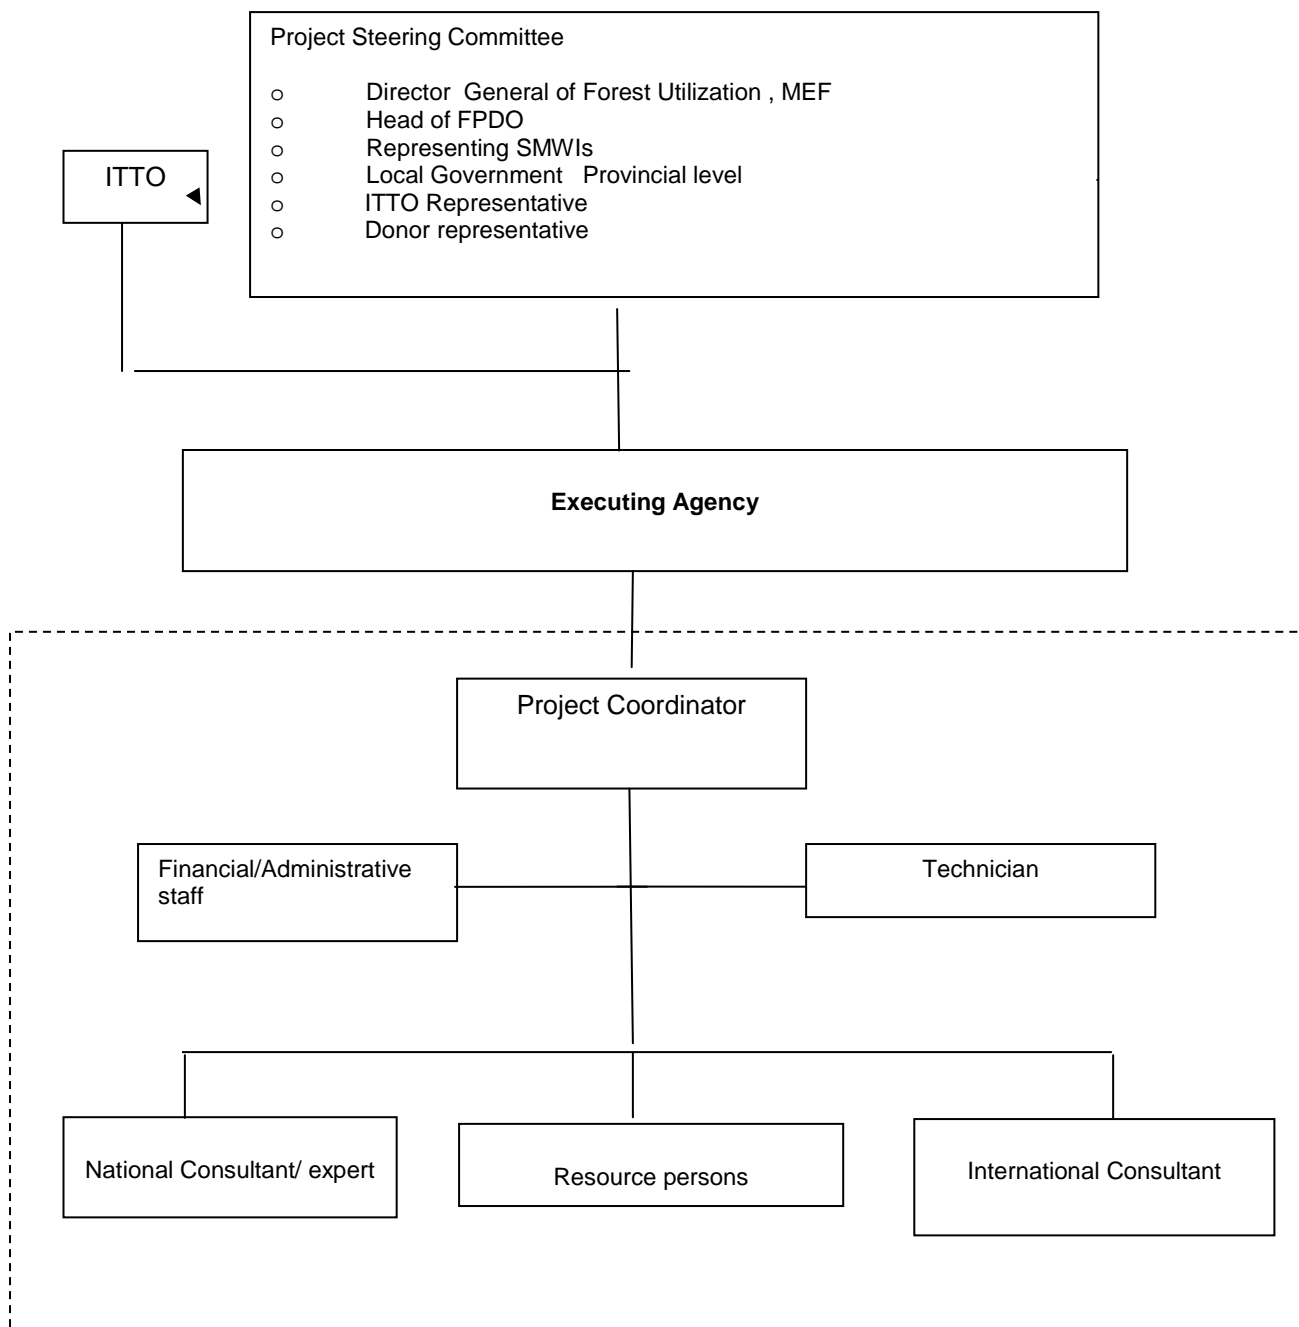 Project Steering Committee
o Director General of Forest Utilization , MEF
o Head of FPDO
o Representing SMWIs
o Local Government Provincial level
o ITTO Representative
o Donor representative
ITTO
Executing Agency
Project Coordinator
Financial/Administrative
staff
Technician
National Consultant/ expert
Resource persons
International Consultant